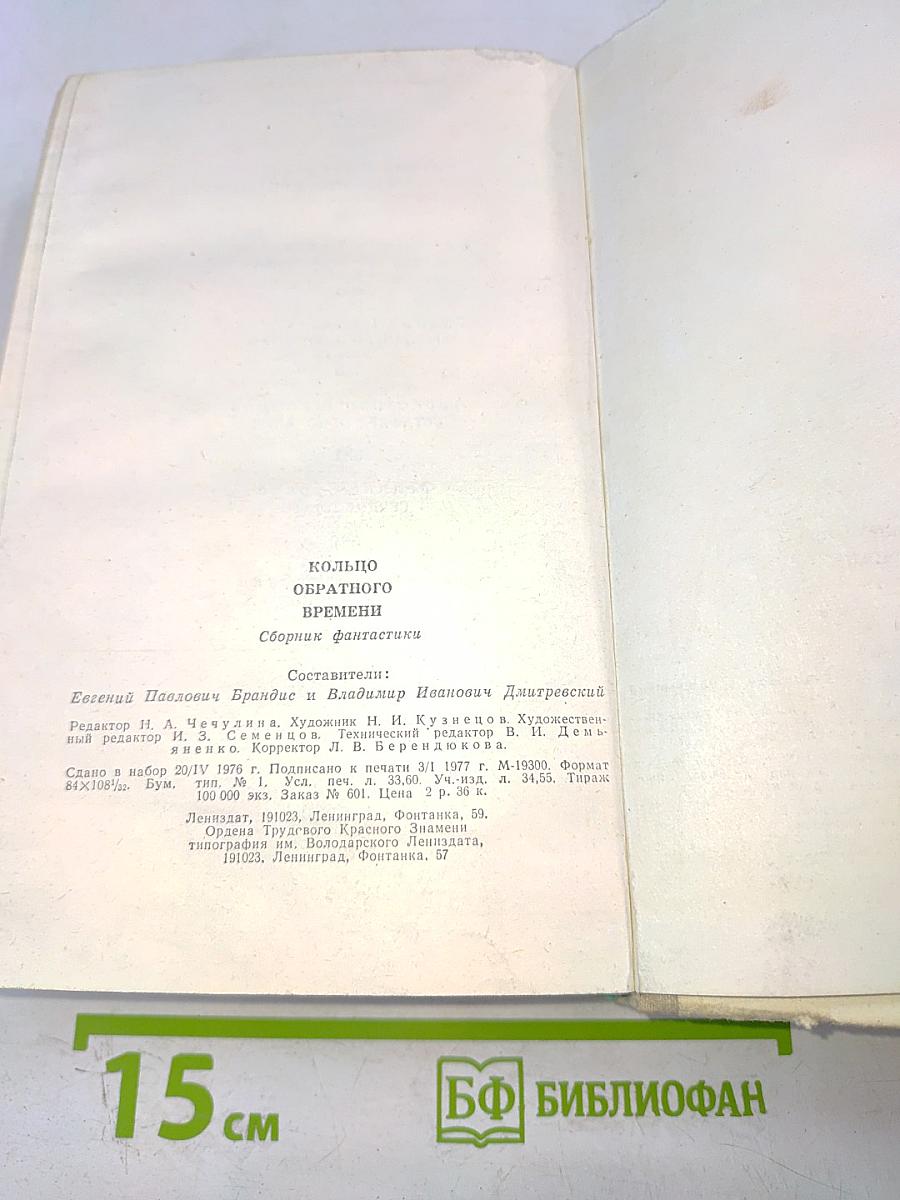 КОЛЬЦО
ОБРАТНОГО
ВРЕМЕНИ
Сборник фантастики
Составители:
Евгений Павлович Брандис и Владимир Иванович Дмитревский
Редактор Н. А. Чечулина. Художник Н. И. Кузнецов. Художествен-
ный редактор И. З. Семенцов. Технический редактор В. И. Демь-
яненко. Корректор Л. В. Берендюкова.
Сдано в набор 20/IV 1976 г. Подписано к печати 3/I 1977 г. М-19300. Формат
84×108¹/₃₂. Бум. тип. № 1. Усл. печ. л. 33,60. Уч.-изд. л. 34,55. Тираж
100 000 экз. Заказ № 601. Цена 2 р. 36 к.
Лениздат, 191023, Ленинград, Фонтанка, 59.
Ордена Трудового Красного Знамени
типография им. Володарского Лениздата,
191023, Ленинград, Фонтанка, 57
15 см
БФ БИБЛИОФАН